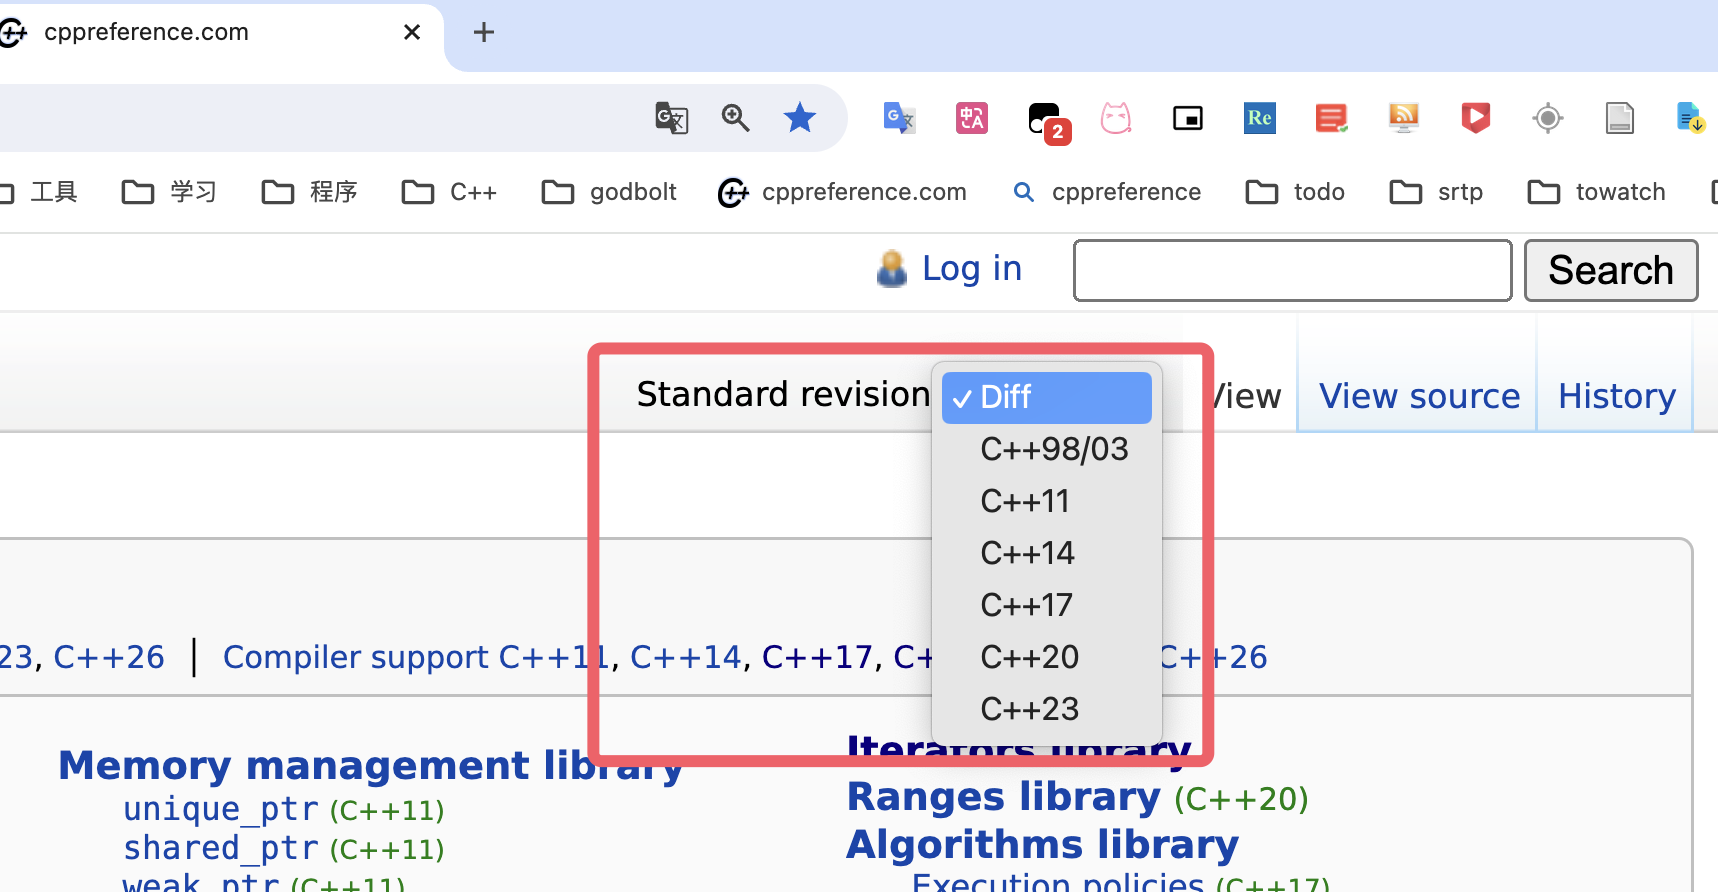 cppreference.com
2
Re
工具 学习 程序 C++ godbolt cppreference.com cppreference todo srtp towatch
Log in Search
Standard revision View View source History
Diff
C++98/03
C++11
C++14
C++17
C++20
C++23
23, C++26 | Compiler support C++11, C++14, C++17, C++26
Memory management library
unique_ptr (C++11)
shared_ptr (C++11)
weak_ptr (C++11)
Iterators library
Ranges library (C++20)
Algorithms library
Execution policies (C++17)